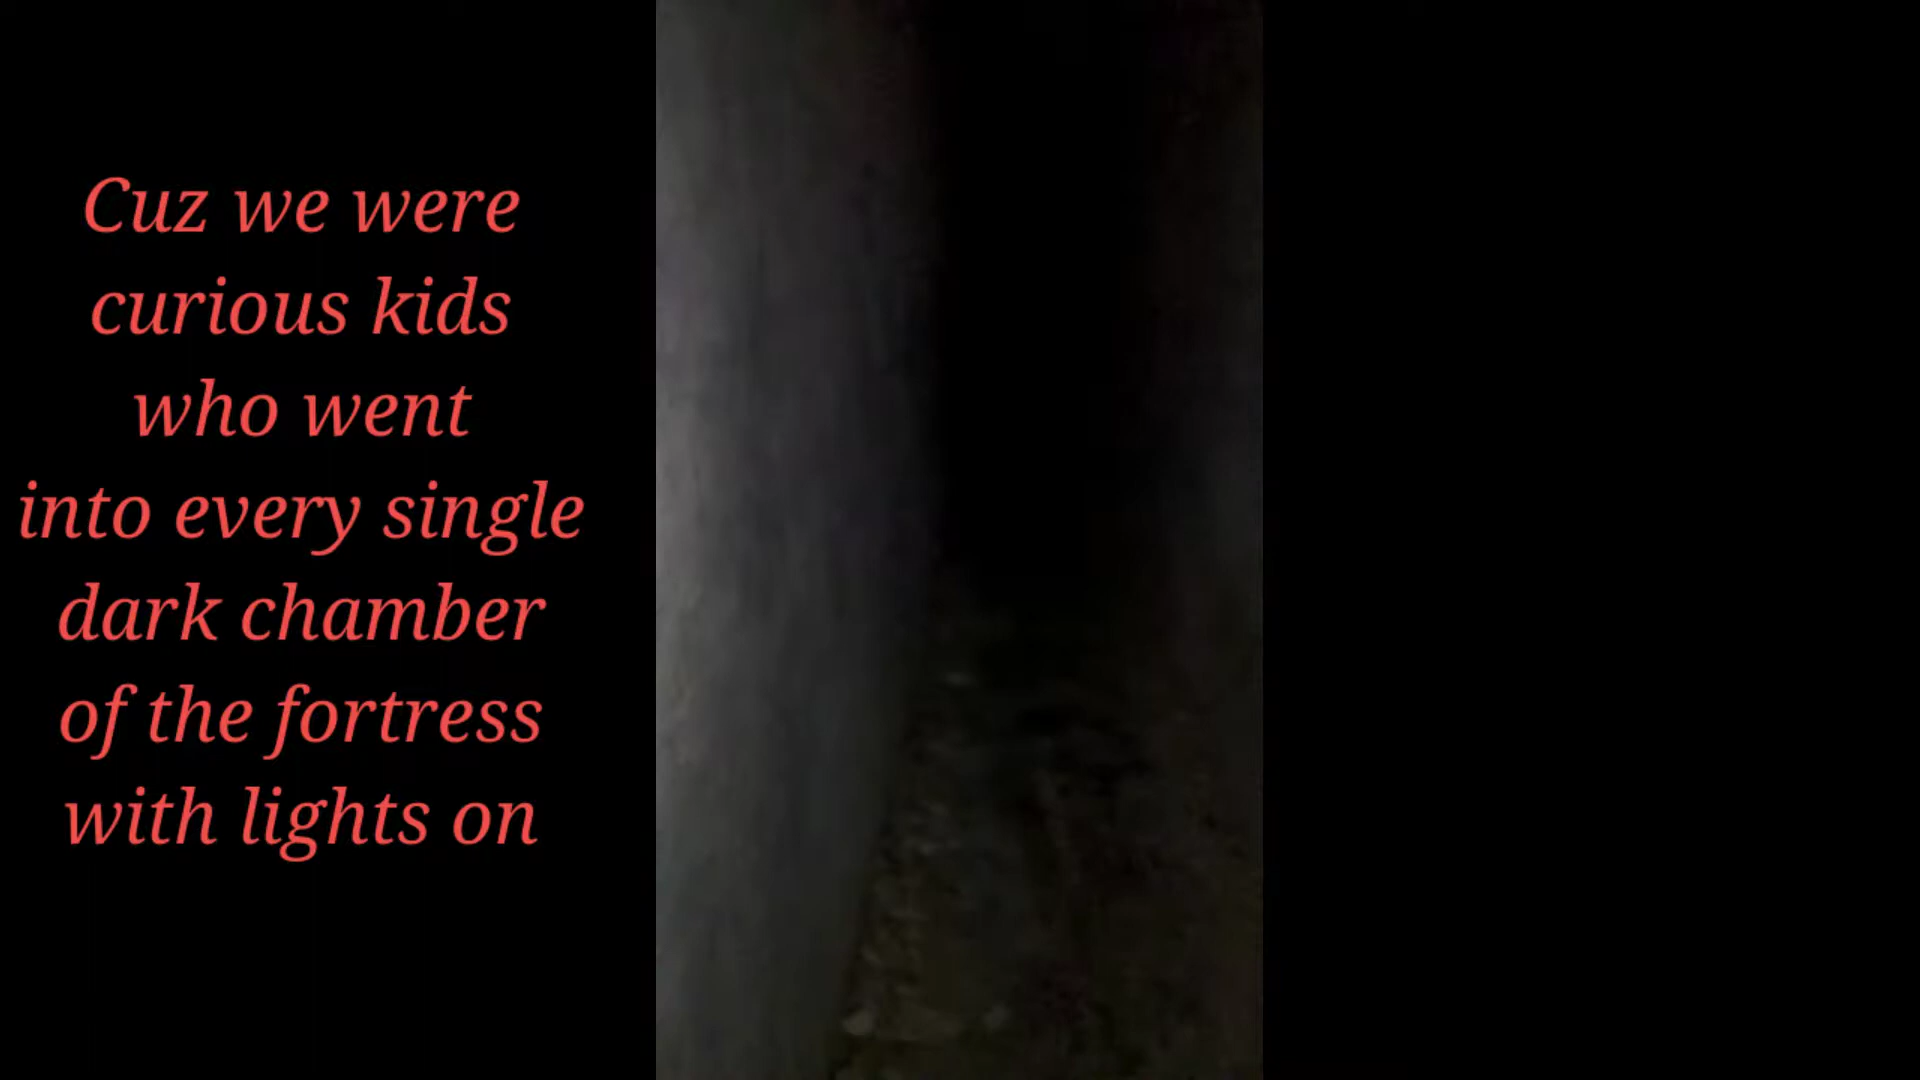 Cuz we were
curious kids
who went
into every single
dark chamber
of the fortress
with lights on